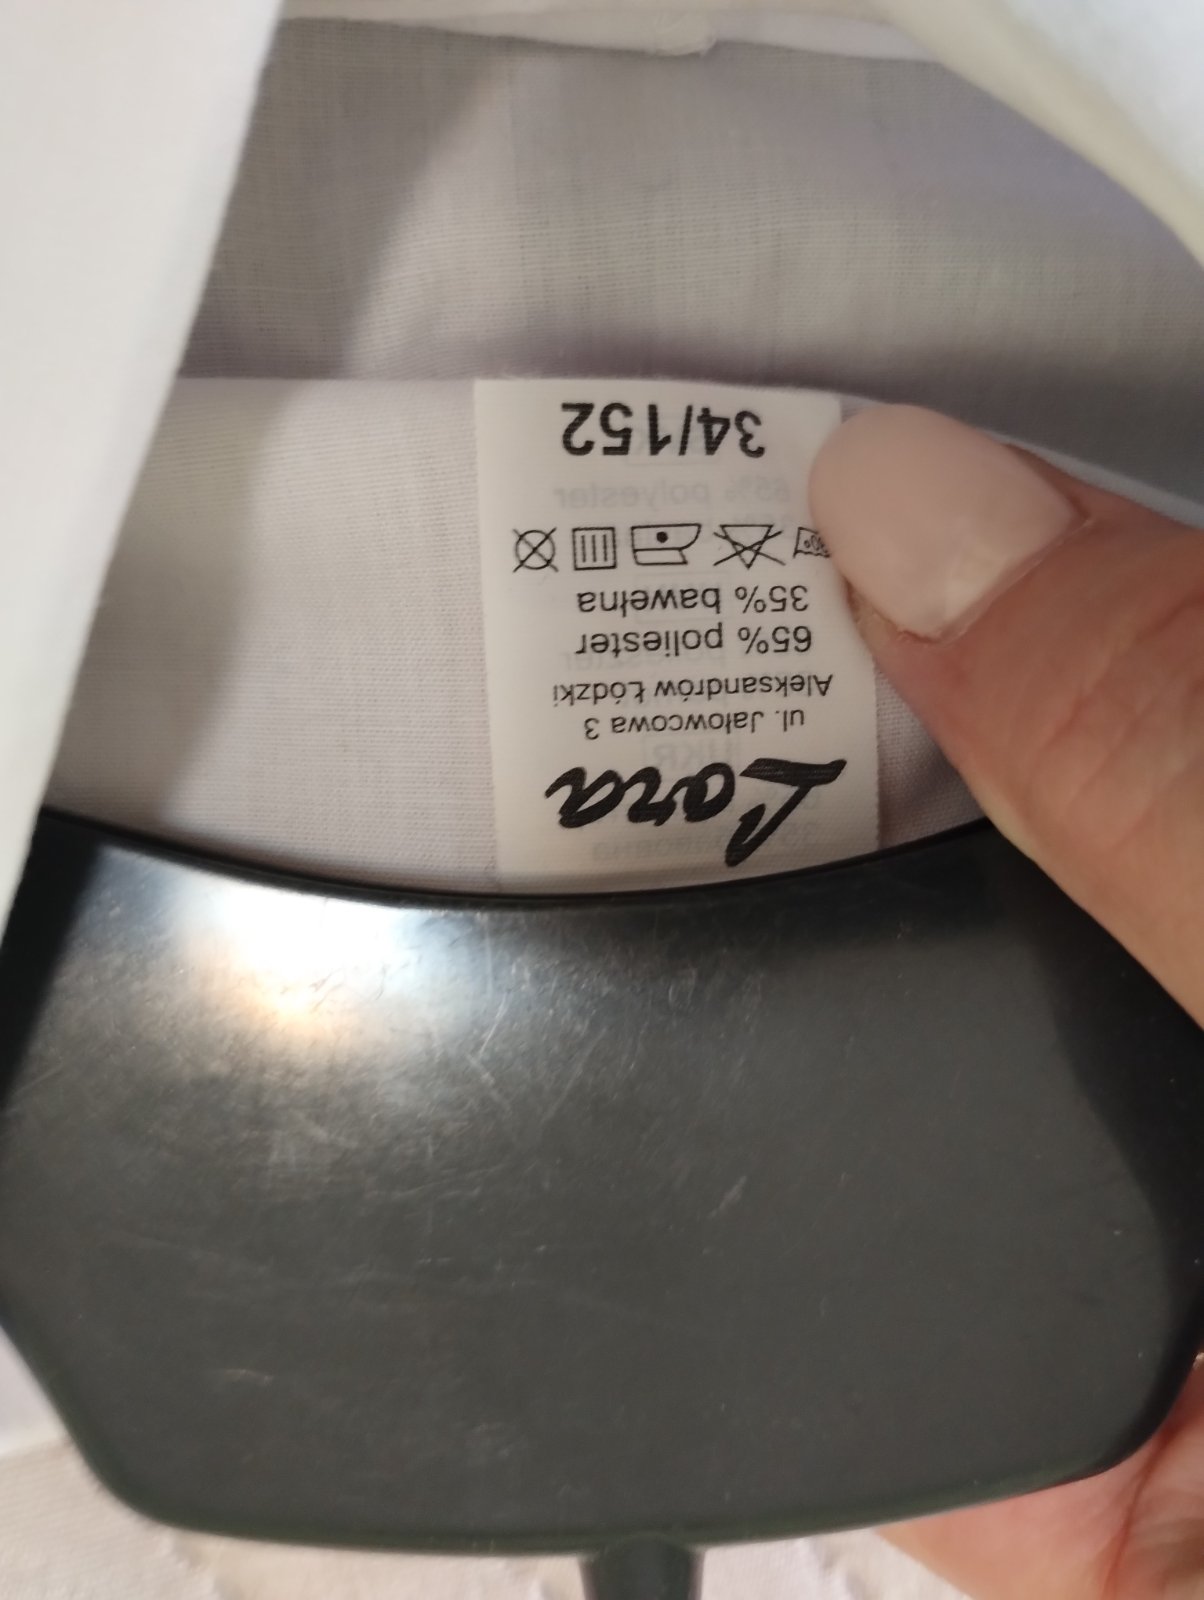 Lora
ul. Jałowcowa 3
Aleksandrów Łódzki
65% poliester
35% bawełna
34/152